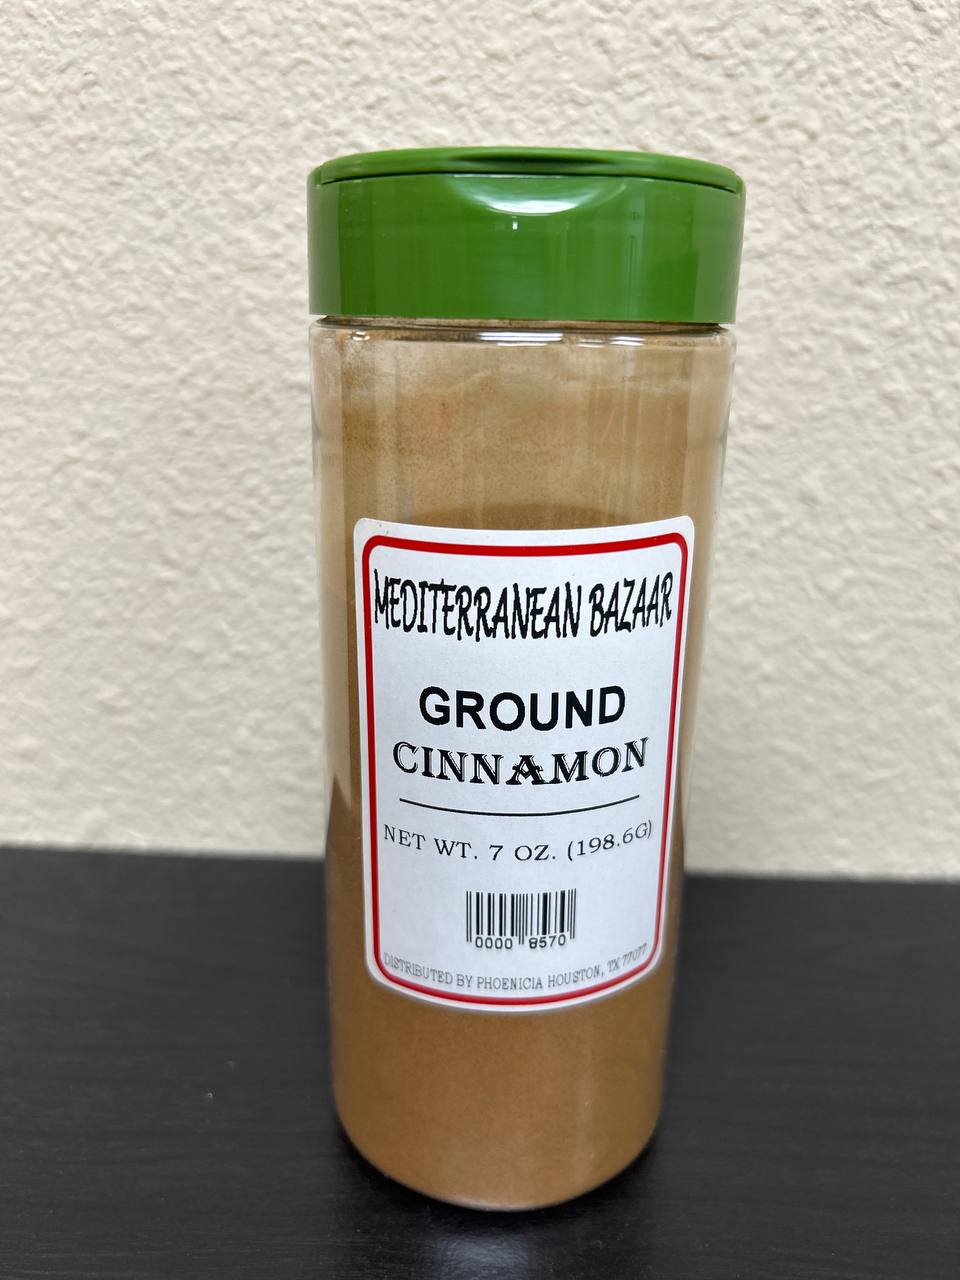 MEDITERRANEAN BAZAAR
GROUND
CINNAMON
NET WT. 7 OZ. (198.6G)
0000 8570
DISTRIBUTED BY PHOENICIA HOUSTON, TX 77077